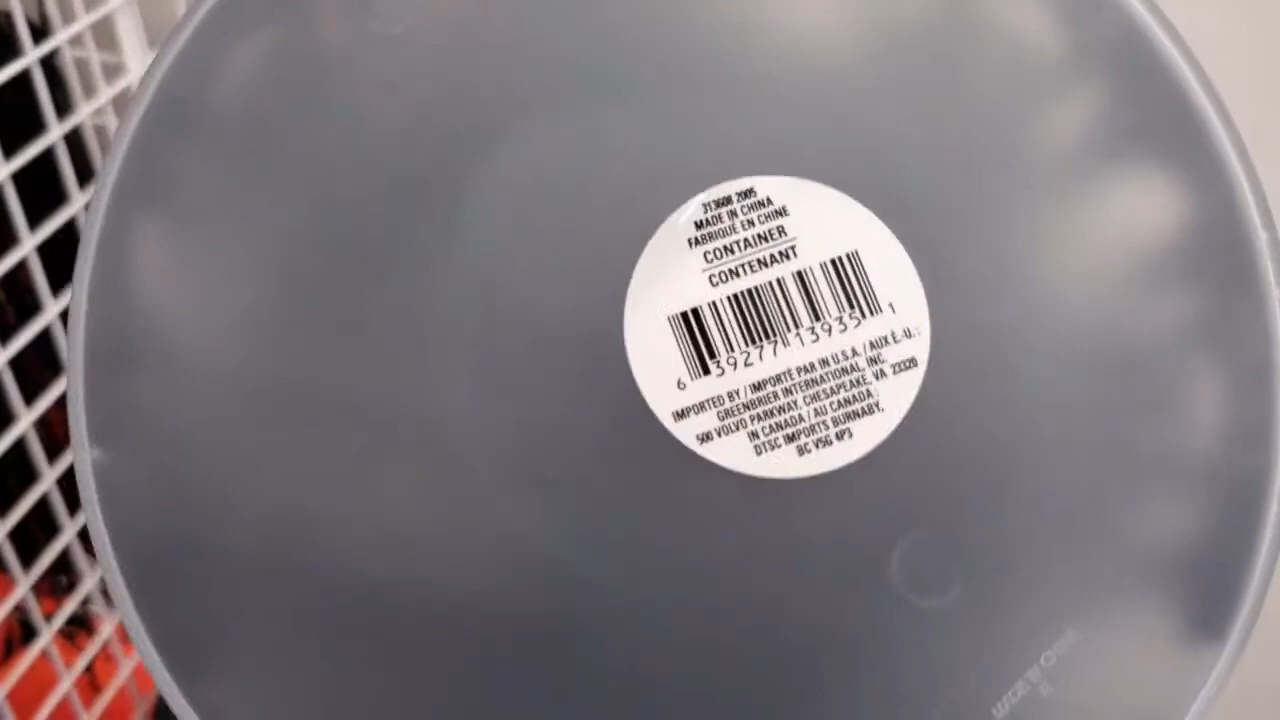 313608 2005
MADE IN CHINA
FABRIQUÉ EN CHINE
CONTAINER
CONTENANT
6 39277 13935 1
IMPORTED BY / IMPORTÉ PAR IN U.S.A. / AUX É.-U.:
GREENBRIER INTERNATIONAL, INC.
500 VOLVO PARKWAY, CHESAPEAKE, VA 23320
IN CANADA / AU CANADA:
DTSC IMPORTS BURNABY,
BC V5G 4P3